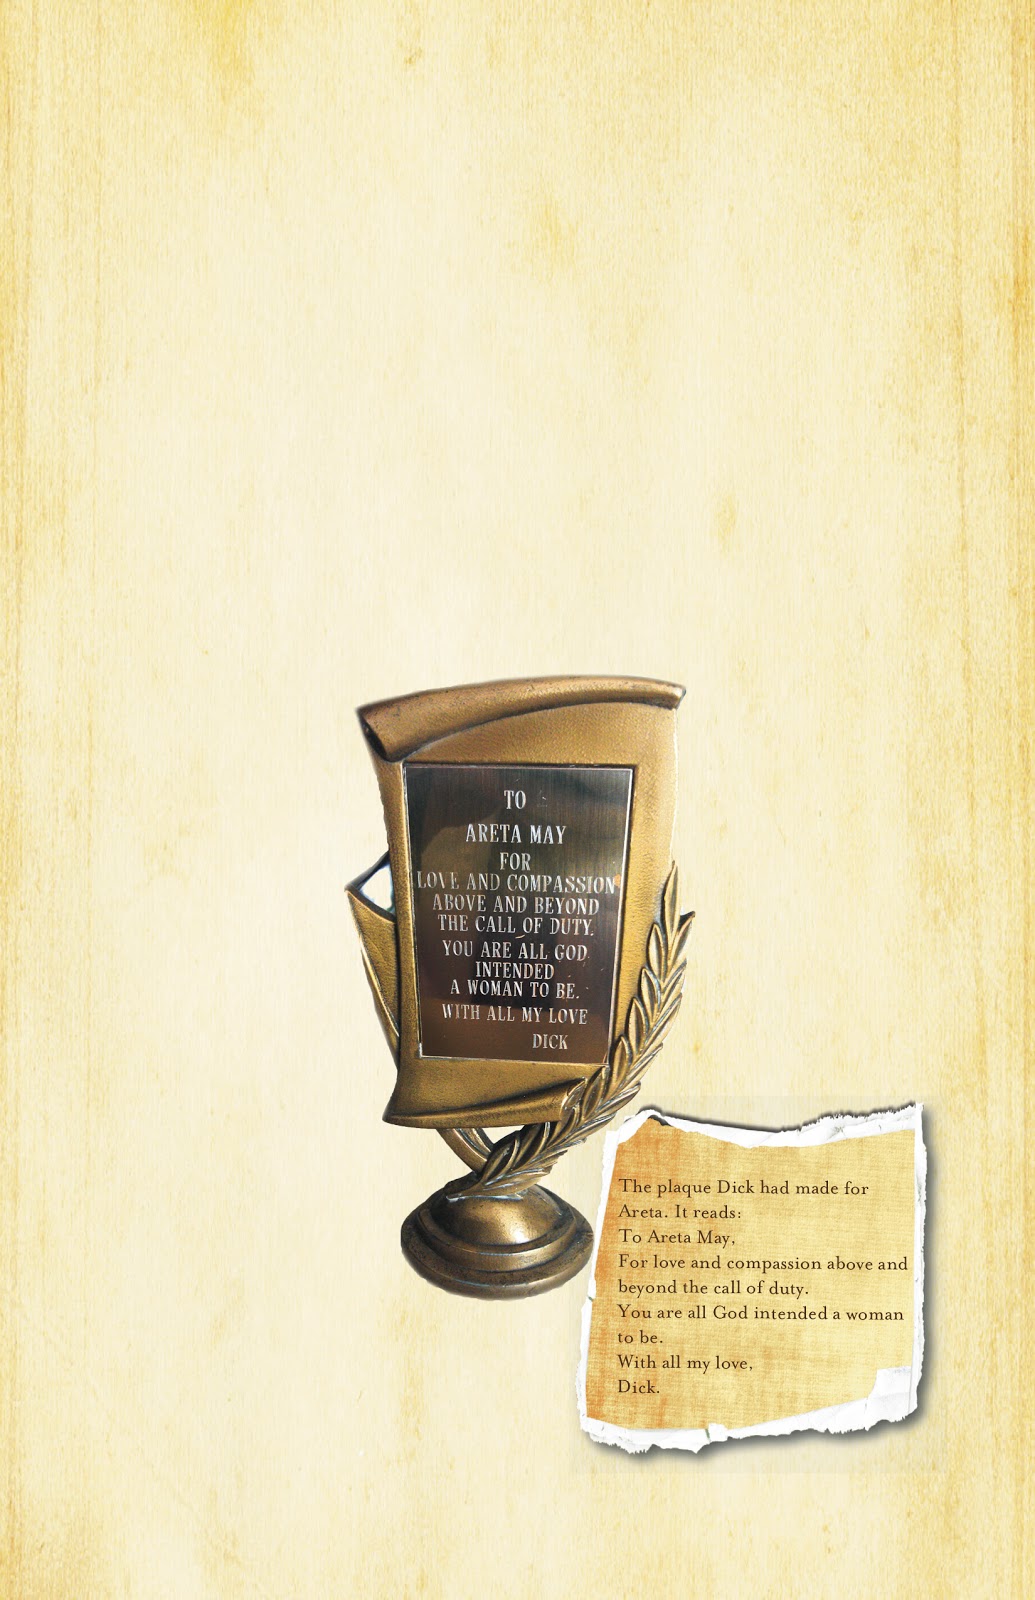 TO
ARETA MAY
FOR
LOVE AND COMPASSION
ABOVE AND BEYOND
THE CALL OF DUTY.
YOU ARE ALL GOD
INTENDED
A WOMAN TO BE.
WITH ALL MY LOVE
DICK
The plaque Dick had made for
Areta. It reads:
To Areta May,
For love and compassion above and
beyond the call of duty.
You are all God intended a woman
to be.
With all my love,
Dick.